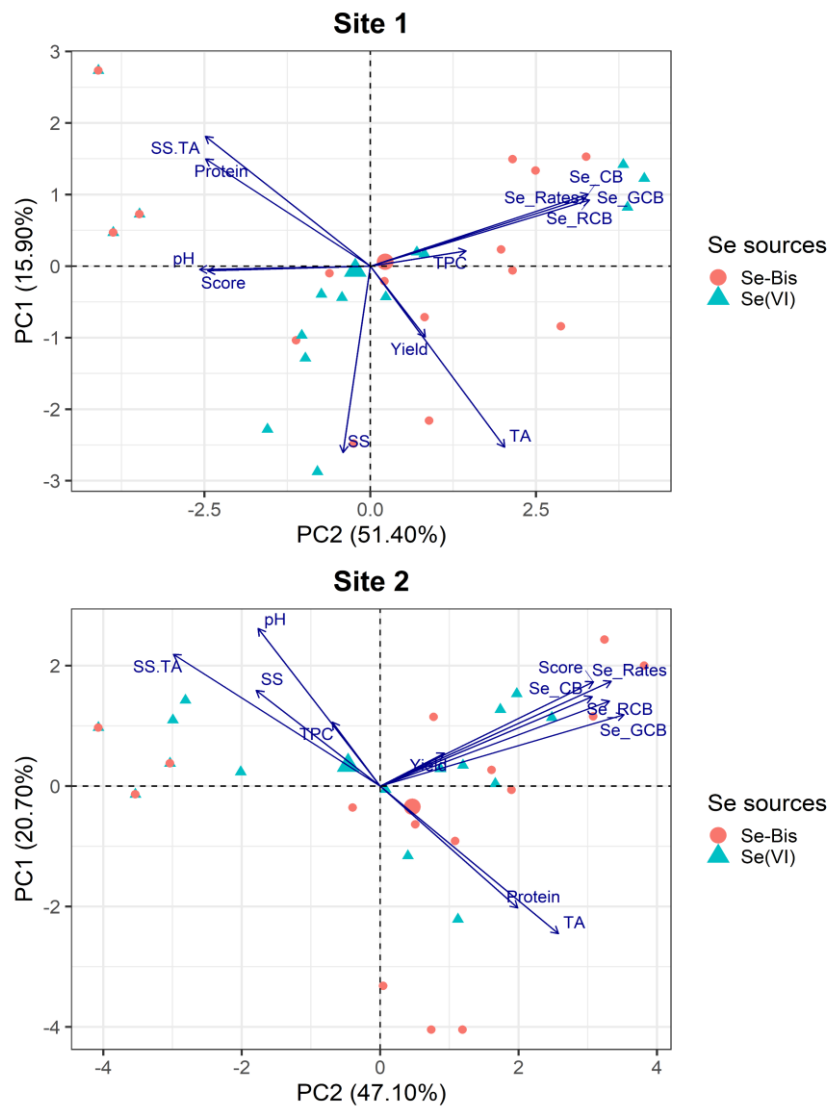 Site 1
3
2
1
0
-1
-2
-3
PC1 (15.90%)
SS.TA
Protein
Se_CB
Se_Rates
Se_GCB
Se_RCB
pH
TPC
Score
Yield
SS
TA
-2.5
0.0
2.5
PC2 (51.40%)
Se sources
Se-Bis
Se(VI)
Site 2
2
0
-2
-4
PC1 (20.70%)
pH
SS.TA
Score
Se_Rates
SS
Se_CB
Se_RCB
TPC
Se_GCB
Yield
Protein
TA
-4
-2
0
2
4
PC2 (47.10%)
Se sources
Se-Bis
Se(VI)